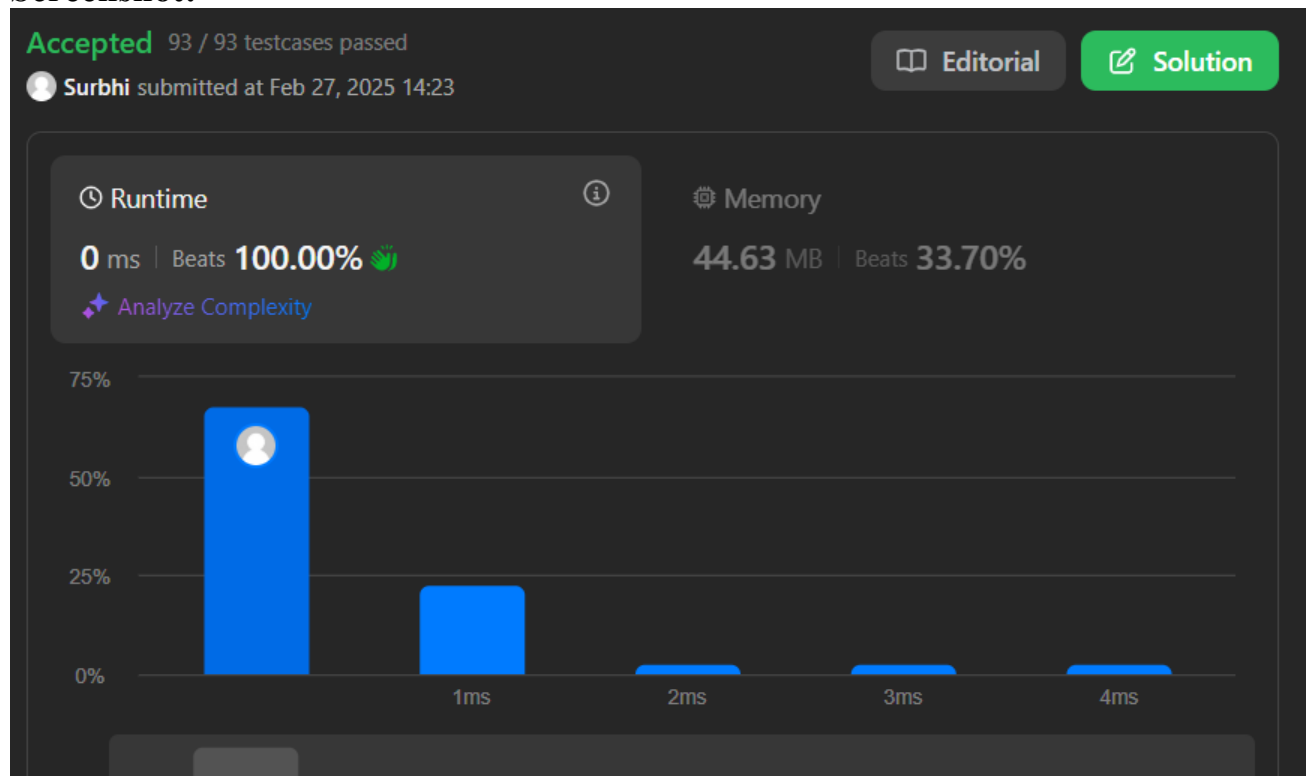 Accepted 93 / 93 testcases passed
Editorial
Solution
Surbhi submitted at Feb 27, 2025 14:23
Runtime
0 ms | Beats 100.00%
Analyze Complexity
Memory
44.63 MB | Beats 33.70%
75%
50%
25%
0%
1ms
2ms
3ms
4ms